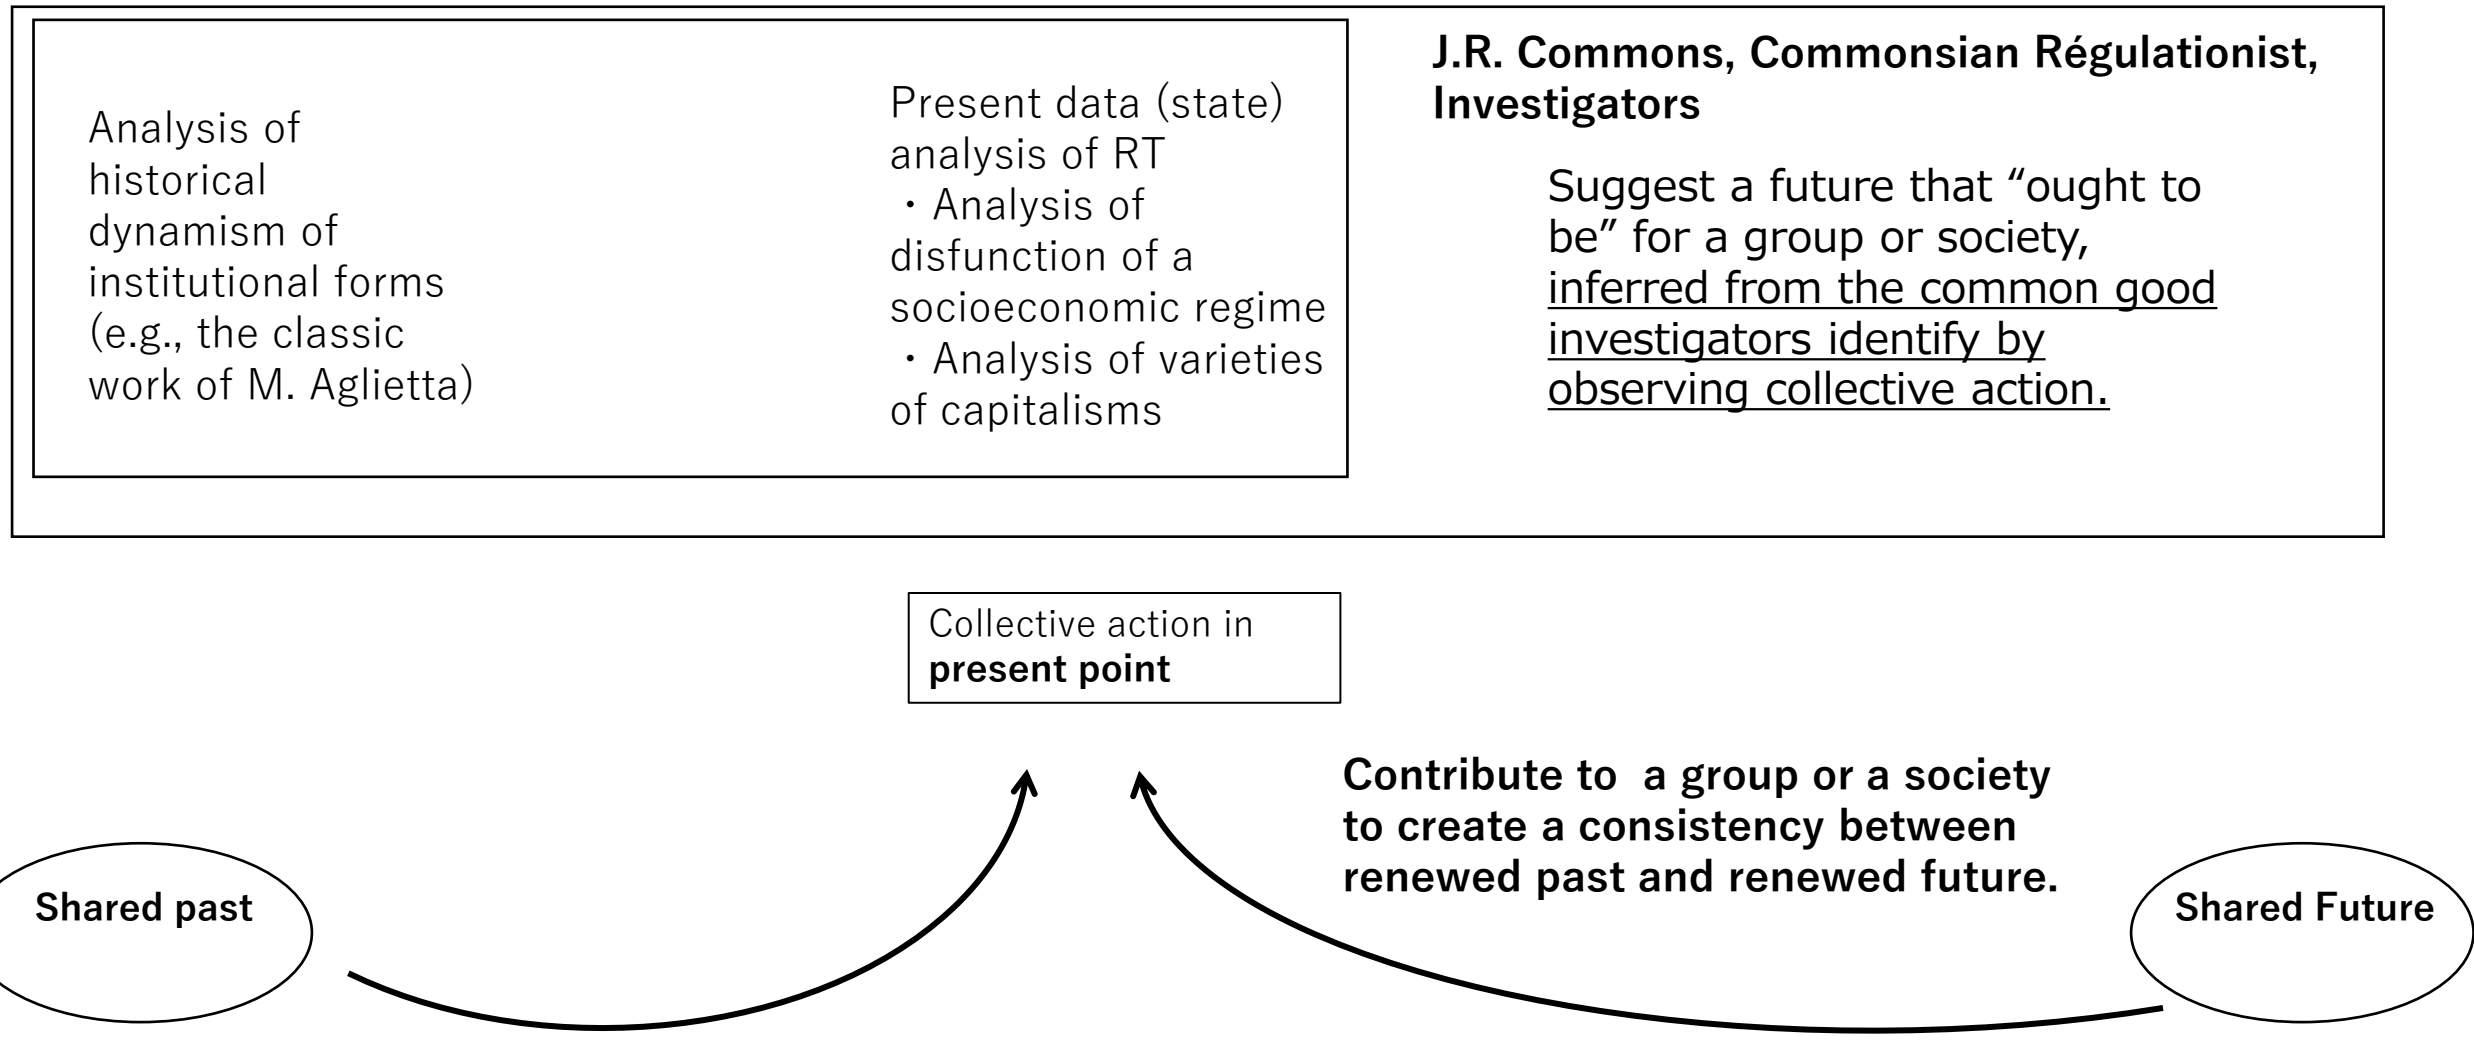 Analysis of
historical
dynamism of
institutional forms
(e.g., the classic
work of M. Aglietta)
Present data (state)
analysis of RT
・Analysis of
disfunction of a
socioeconomic regime
・Analysis of varieties
of capitalisms
J.R. Commons, Commonsian Régulationist,
Investigators
Suggest a future that “ought to
be” for a group or society,
inferred from the common good
investigators identify by
observing collective action.
Collective action in
present point
Contribute to  a group or a society
to create a consistency between
renewed past and renewed future.
Shared past
Shared Future